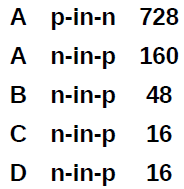 A p-in-n 728
A n-in-p 160
B n-in-p 48
C n-in-p 16
D n-in-p 16